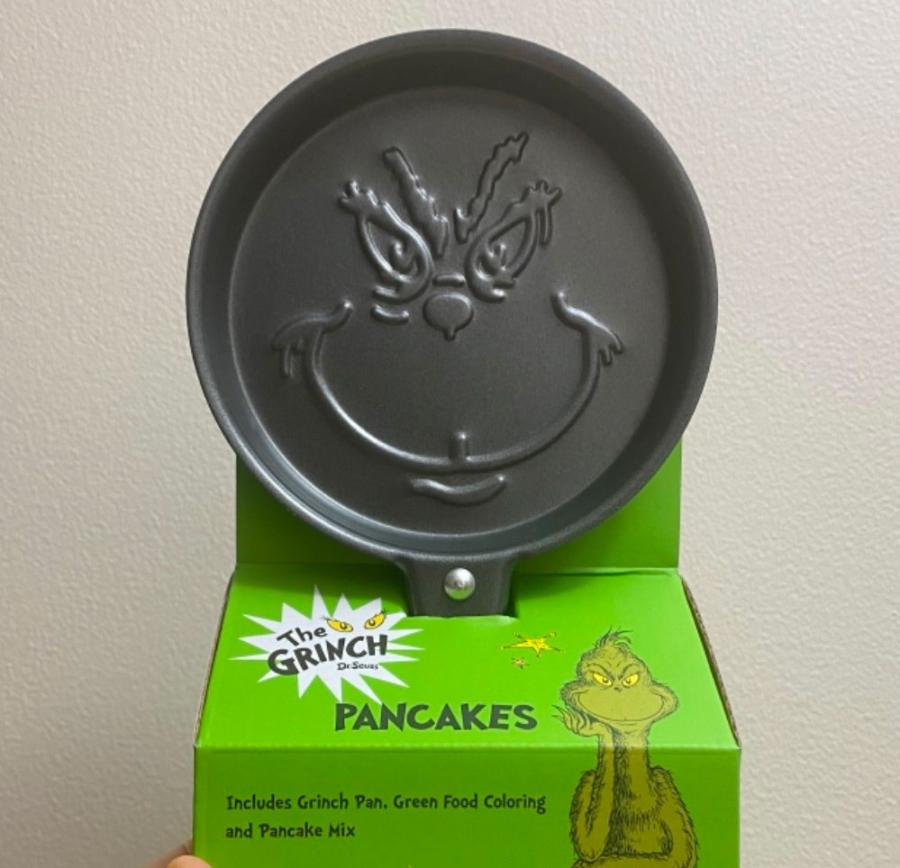 The
GRINCH
Dr. Seuss
PANCAKES
Includes Grinch Pan, Green Food Coloring
and Pancake Mix